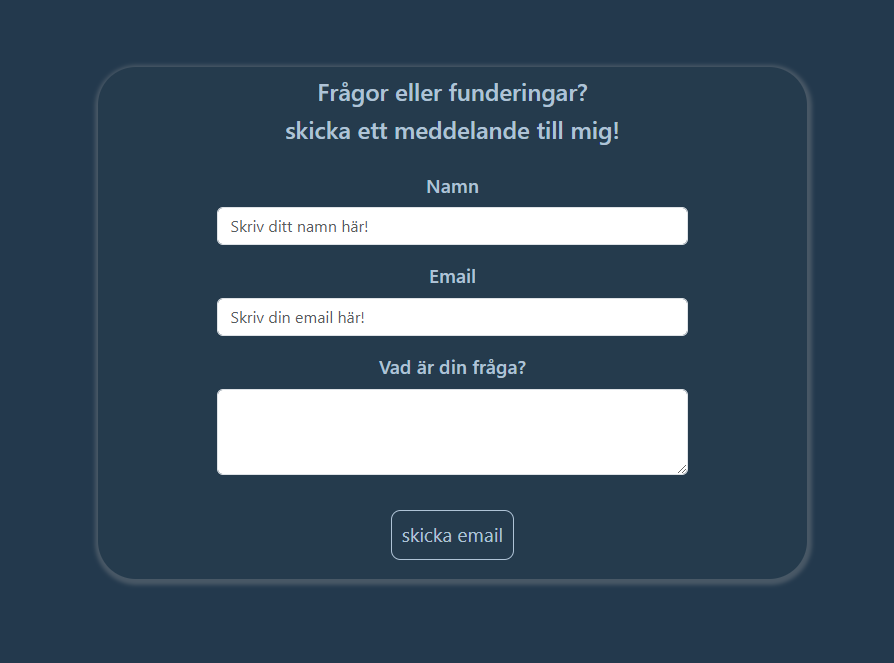 Frågor eller funderingar?
skicka ett meddelande till mig!
Namn
Skriv ditt namn här!
Email
Skriv din email här!
Vad är din fråga?
skicka email